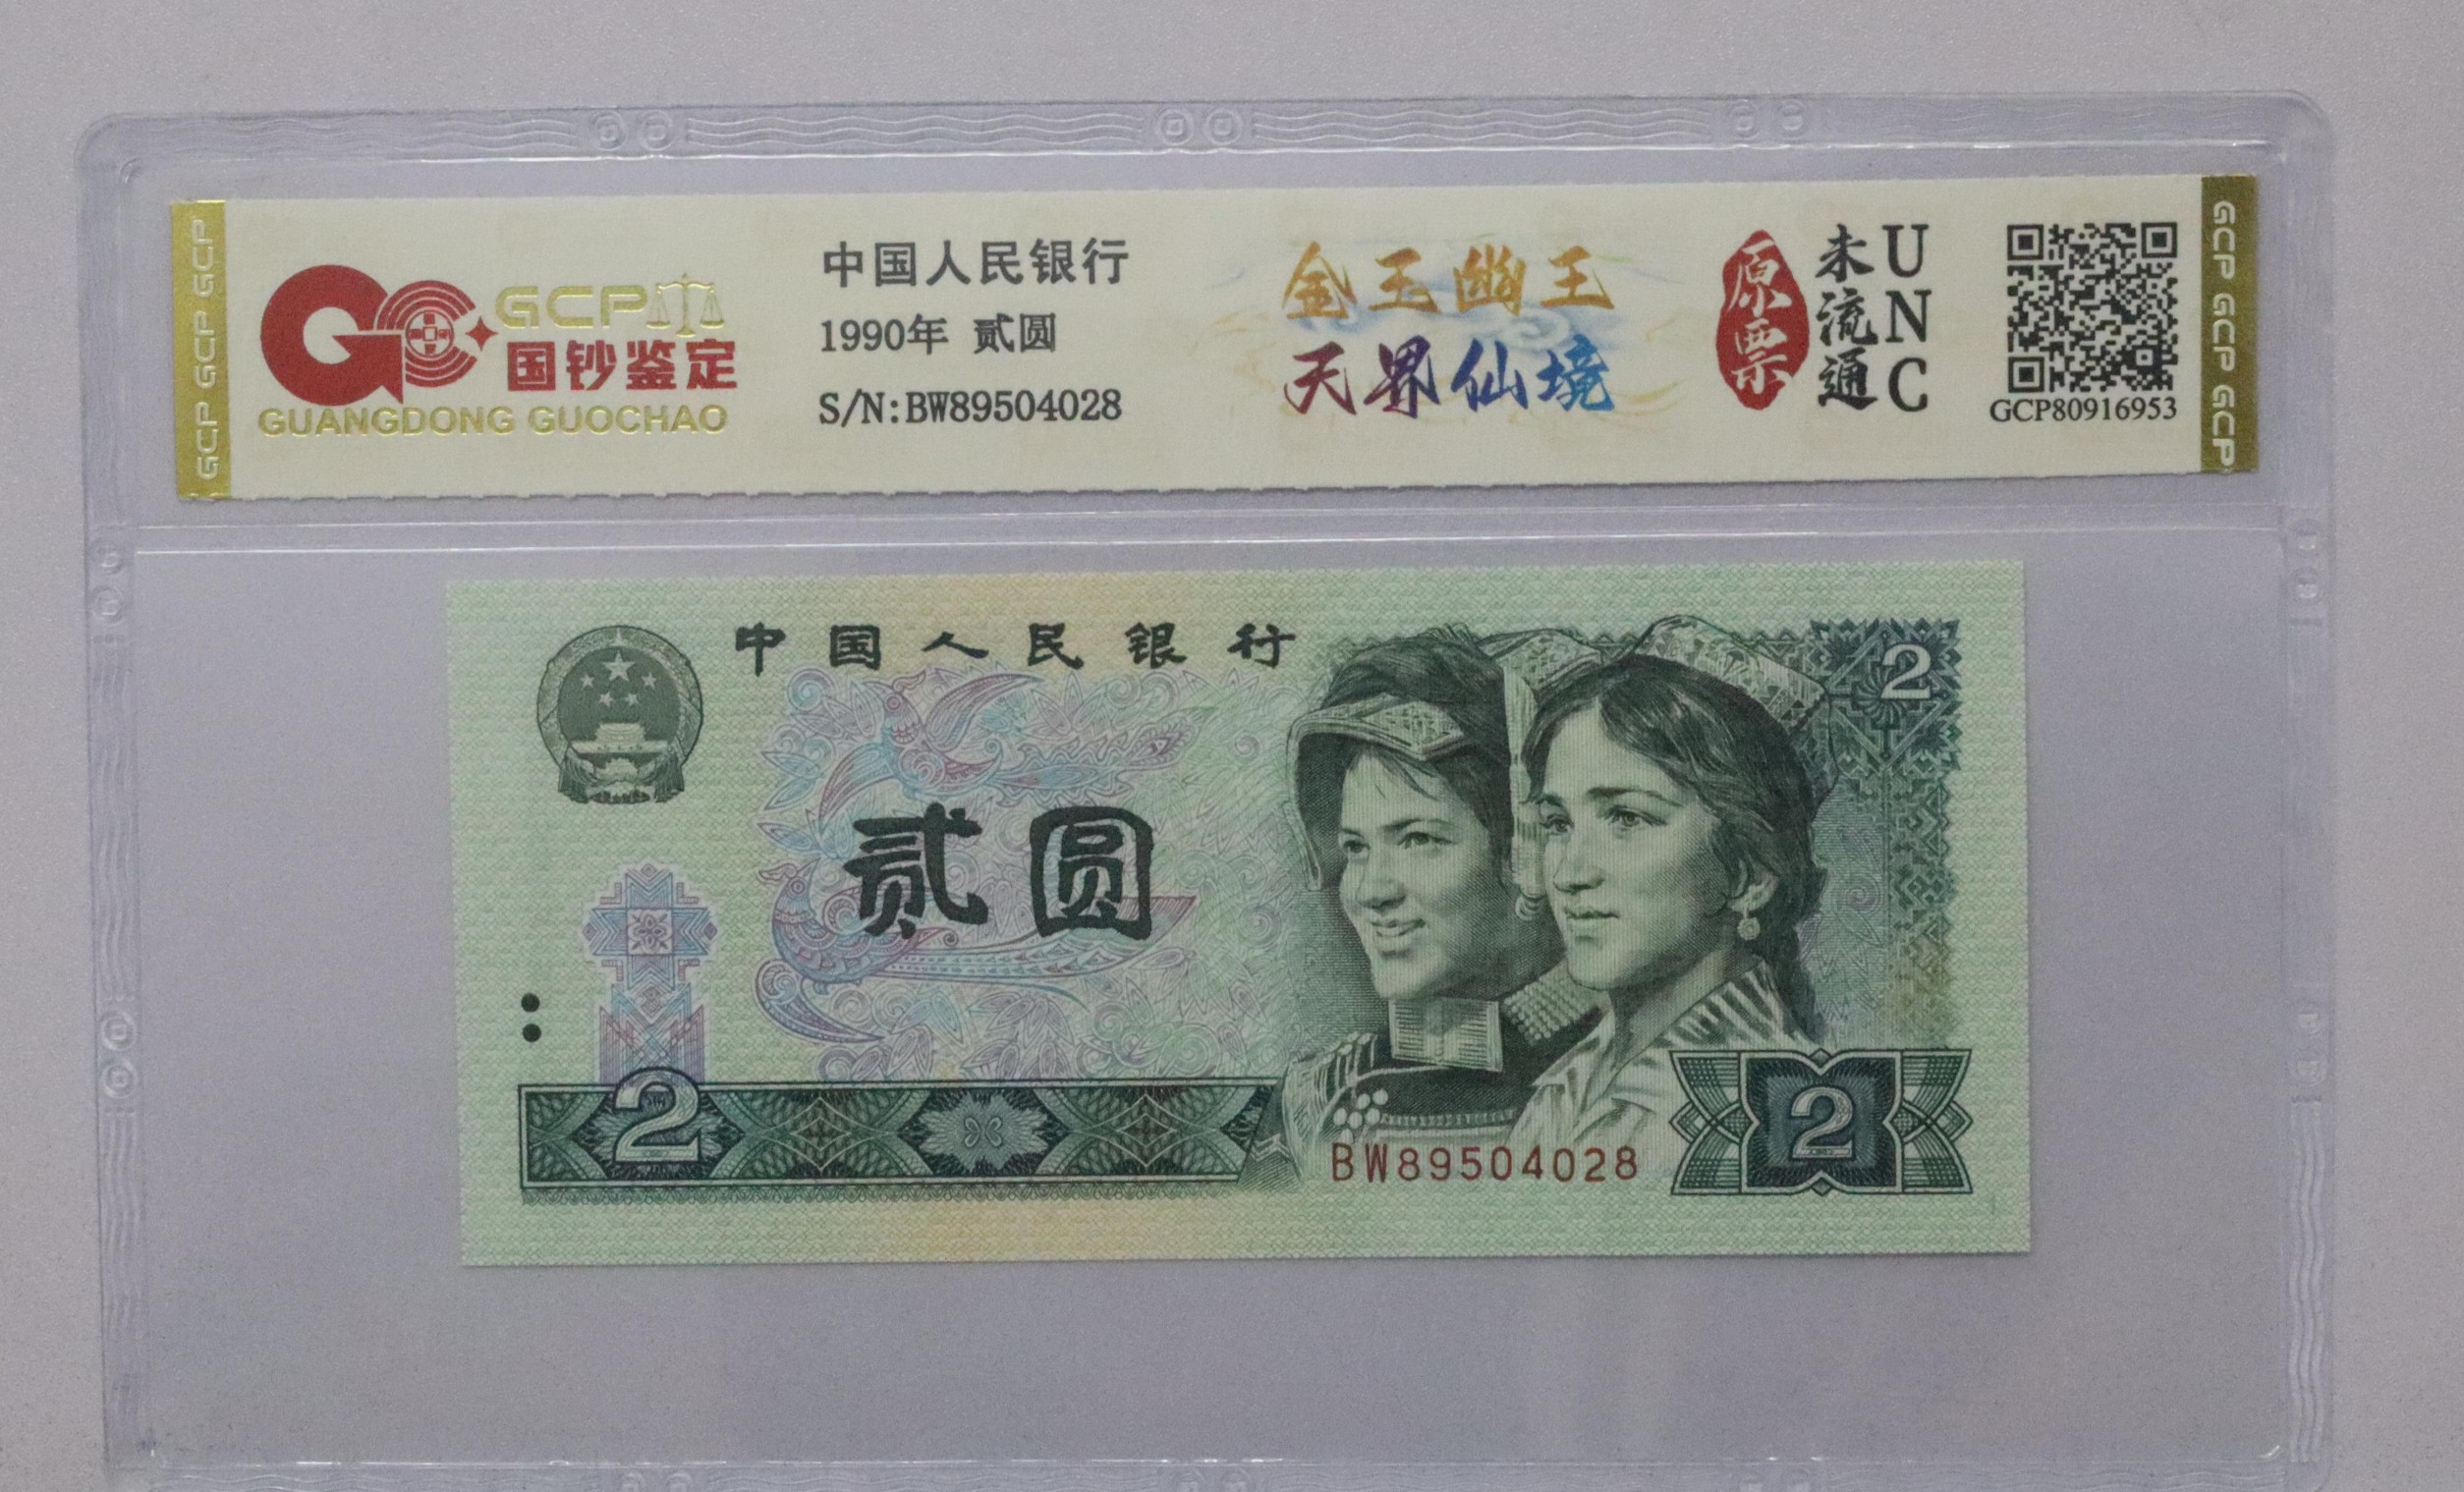 GCP GCP GCP
GCP
国钞鉴定
GUANGDONG GUOCHAO
中国人民银行
1990年 贰圆
S/N:BW89504028
金玉幽王
天界仙境
原票
未流通
UNC
GCP80916953
GCP GCP GCP
中国人民银行
2
贰圆
2
BW89504028
2